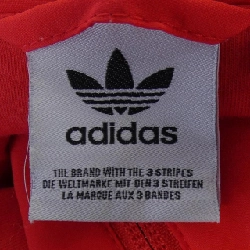 adidas
THE BRAND WITH THE 3 STRIPES
DIE WELTMARKE MIT DEN 3 STREIFEN
LA MARQUE AUX 3 BANDES